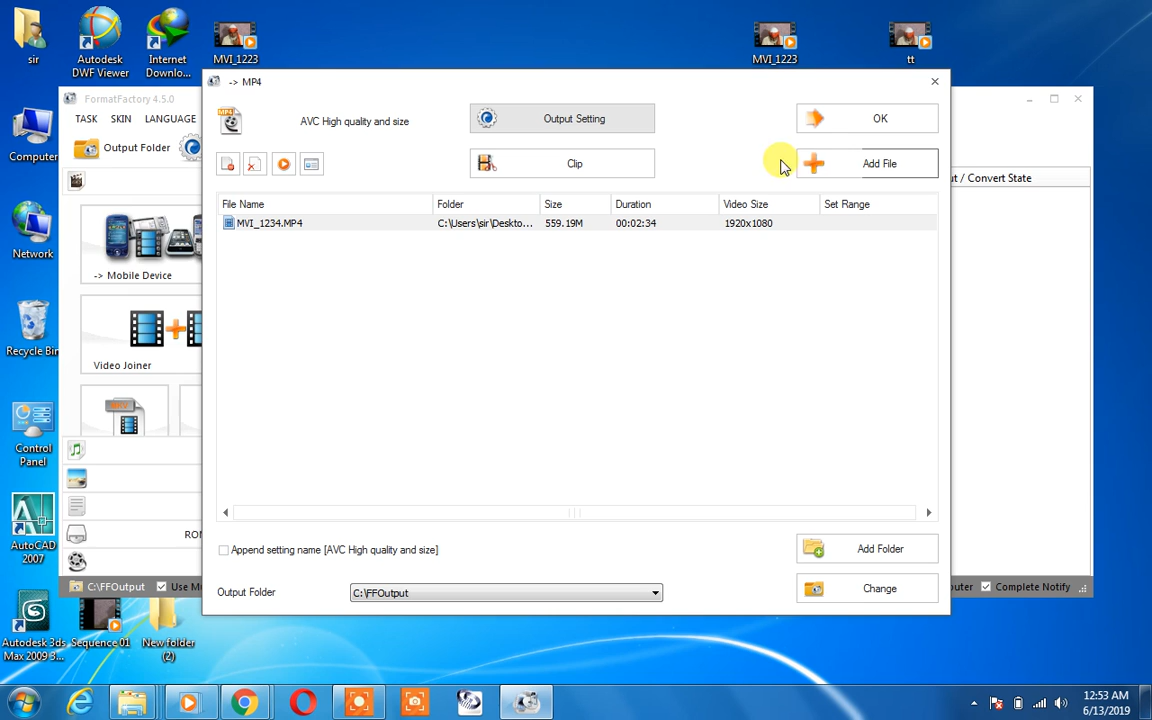 sir
Autodesk
DWF Viewer
Internet
Downlo...
MVI_1223
MVI_1223
tt
-> MP4
FormatFactory 4.5.0
TASK SKIN LANGUAGE
Output Folder
MP4
AVC High quality and size
Output Setting
OK
Clip
Add File
ut / Convert State
File Name Folder Size Duration Video Size Set Range
MVI_1234.MP4 C:\Users\sir\Deskto... 559.19M 00:02:34 1920x1080
Computer
Network
-> Mobile Device
Recycle Bin
Video Joiner
MKV
Control
Panel
ROM
AutoCAD
2007
Append setting name [AVC High quality and size]
Add Folder
Output Folder C:\FFOutput Change
C:\FFOutput Use M
puter Complete Notify
Autodesk 3ds
Max 2009 3...
Sequence 01
New folder
(2)
12:53 AM
6/13/2019